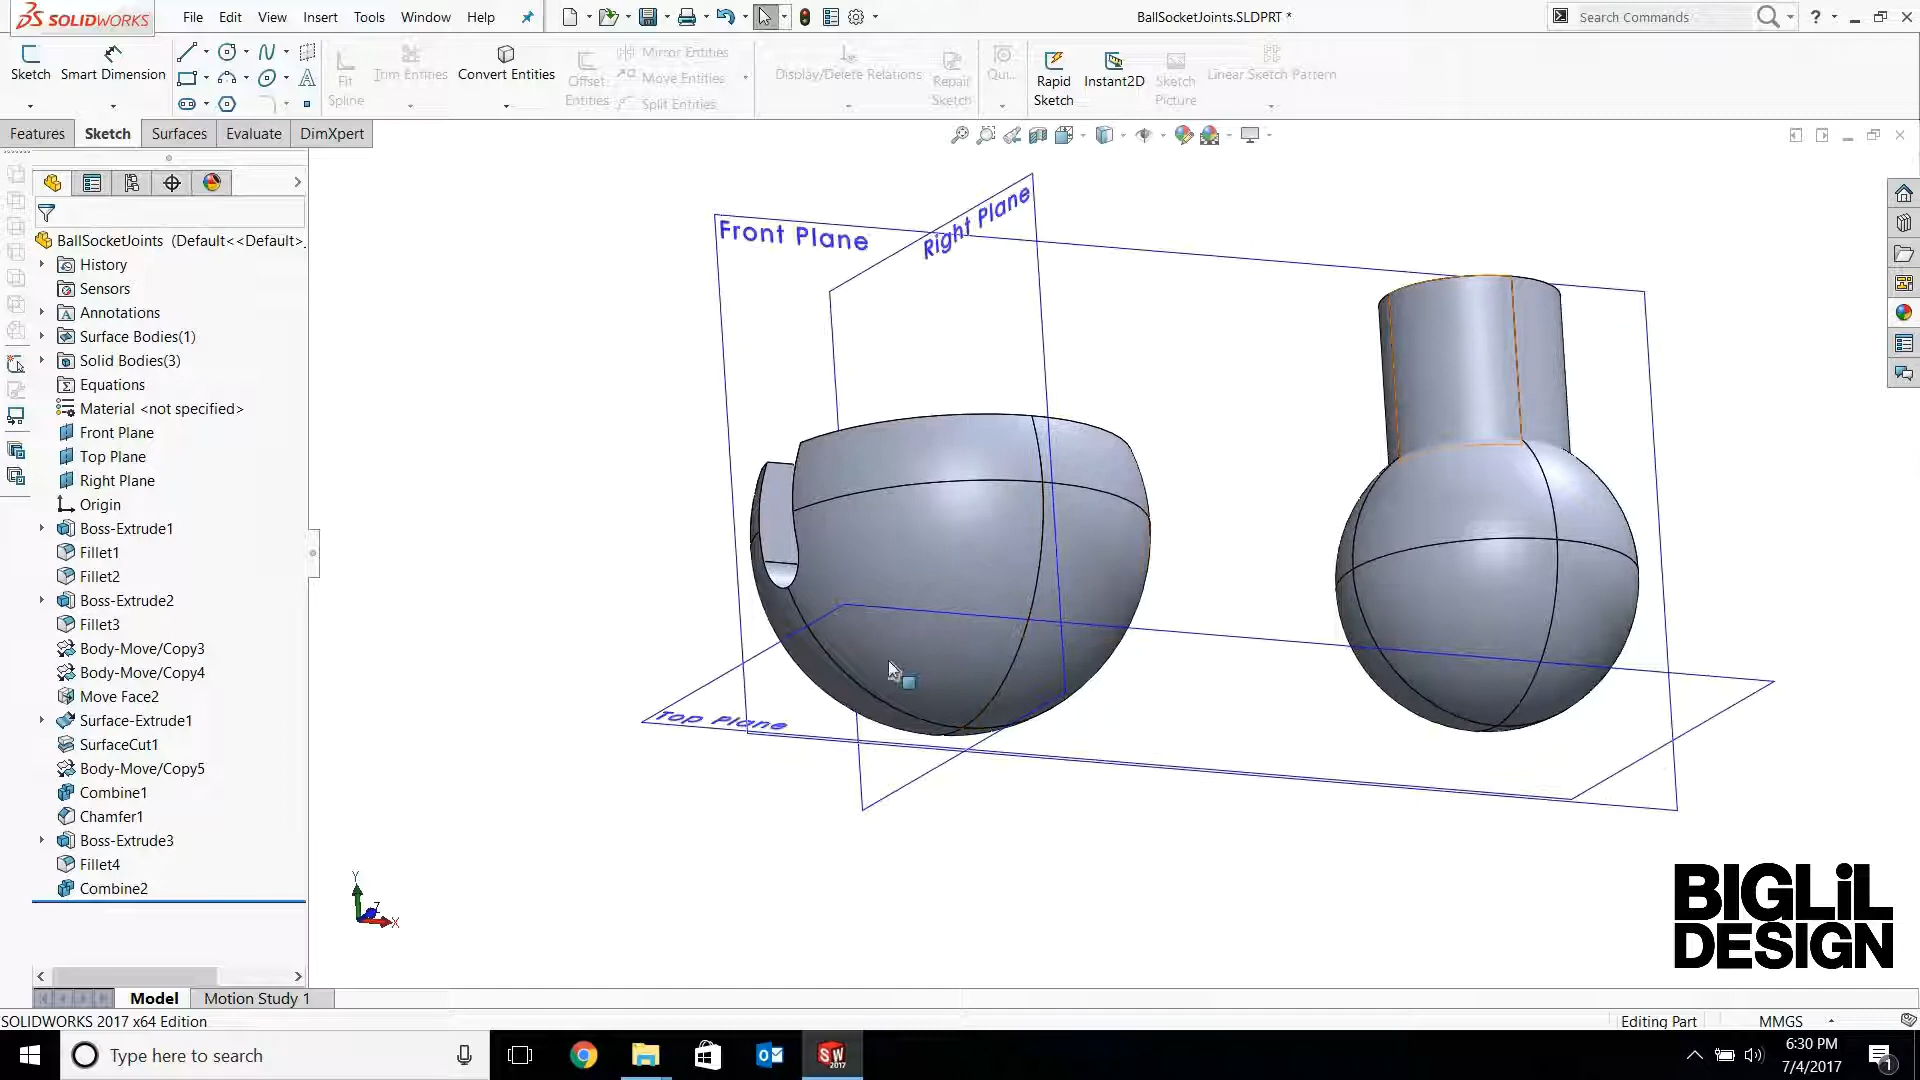 SOLIDWORKS File Edit View Insert Tools Window Help BallSocketJoints.SLDPRT * Search Commands
Sketch Smart Dimension Fit Spline Trim Entities Convert Entities Offset Entities Mirror Entities Move Entities Split Entities Display/Delete Relations Repair Sketch Qui... Rapid Sketch Instant2D Sketch Picture Linear Sketch Pattern
Features Sketch Surfaces Evaluate DimXpert
BallSocketJoints (Default<<Default>
History
Sensors
Annotations
Surface Bodies(1)
Solid Bodies(3)
Equations
Material <not specified>
Front Plane
Top Plane
Right Plane
Origin
Boss-Extrude1
Fillet1
Fillet2
Boss-Extrude2
Fillet3
Body-Move/Copy3
Body-Move/Copy4
Move Face2
Surface-Extrude1
SurfaceCut1
Body-Move/Copy5
Combine1
Chamfer1
Boss-Extrude3
Fillet4
Combine2
Front Plane
Right Plane
Top Plane
Y
Z
X
BIGLiL
DESIGN
Model Motion Study 1
SOLIDWORKS 2017 x64 Edition Editing Part MMGS
Type here to search
SW
2017
6:30 PM
7/4/2017
1